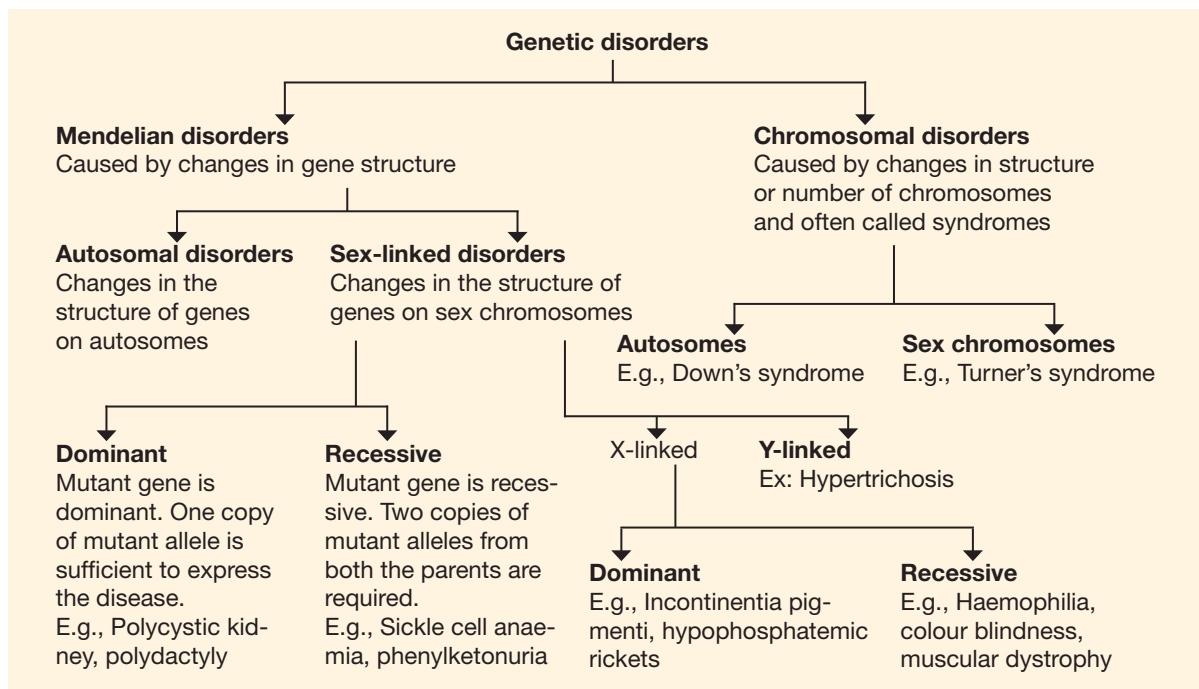 Genetic disorders
Mendelian disorders
Caused by changes in gene structure
Chromosomal disorders
Caused by changes in structure
or number of chromosomes
and often called syndromes
Autosomal disorders
Changes in the
structure of genes
on autosomes
Sex-linked disorders
Changes in the structure of
genes on sex chromosomes
Autosomes
E.g., Down's syndrome
Sex chromosomes
E.g., Turner's syndrome
Dominant
Mutant gene is
dominant. One copy
of mutant allele is
sufficient to express
the disease.
E.g., Polycystic kid-
ney, polydactyly
Recessive
Mutant gene is reces-
sive. Two copies of
mutant alleles from
both the parents are
required.
E.g., Sickle cell anae-
mia, phenylketonuria
X-linked
Y-linked
Ex: Hypertrichosis
Dominant
E.g., Incontinentia pig-
menti, hypophosphatemic
rickets
Recessive
E.g., Haemophilia,
colour blindness,
muscular dystrophy